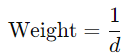 Weight = 1/d